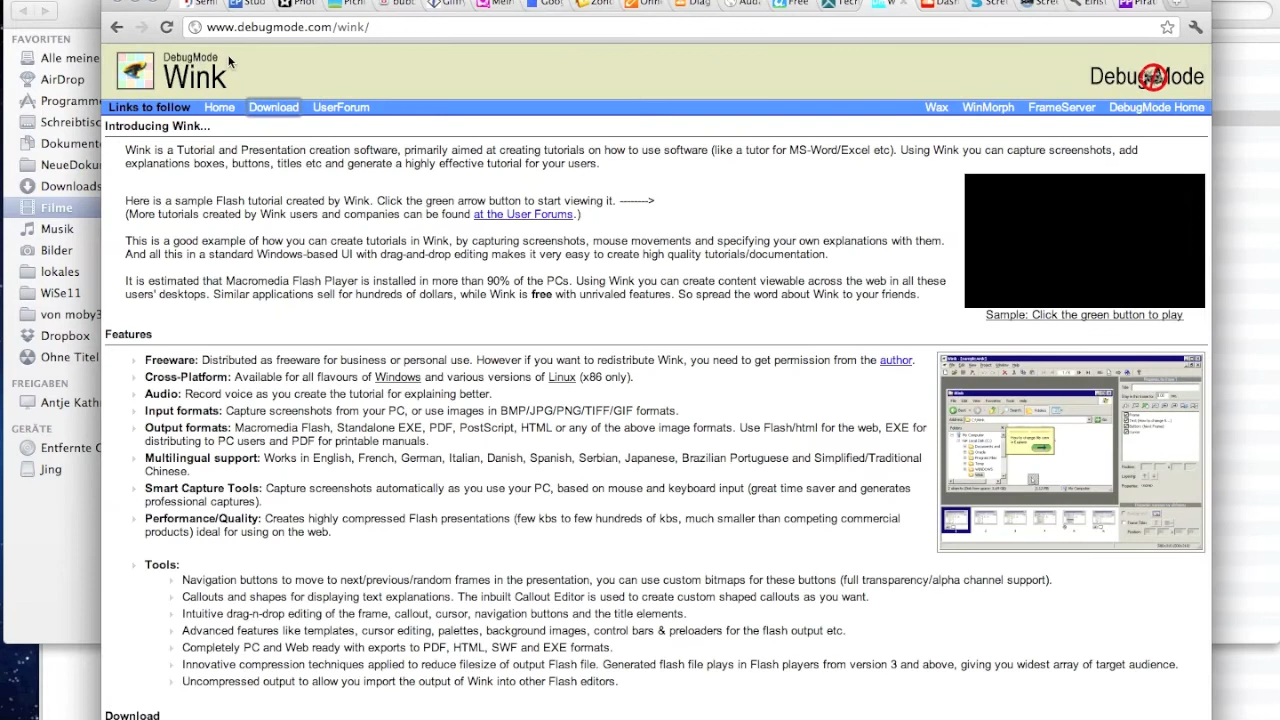 FAVORITEN
Alle meine
AirDrop
Programme
Schreibtisc
Dokumente
NeueDokur
Downloads
Filme
Musik
Bilder
lokales
WiSe11
von moby3
Dropbox
Ohne Titel
FREIGABEN
Antje Kath
GERÄTE
Entfernte C
Jing
www.debugmode.com/wink/
DebugMode
Wink
DebugMode
Links to follow Home Download UserForum Wax WinMorph FrameServer DebugMode Home
Introducing Wink...
Wink is a Tutorial and Presentation creation software, primarily aimed at creating tutorials on how to use software (like a tutor for MS-Word/Excel etc). Using Wink you can capture screenshots, add
explanations boxes, buttons, titles etc and generate a highly effective tutorial for your users.
Here is a sample Flash tutorial created by Wink. Click the green arrow button to start viewing it. -------->
(More tutorials created by Wink users and companies can be found at the User Forums.)
This is a good example of how you can create tutorials in Wink, by capturing screenshots, mouse movements and specifying your own explanations with them.
And all this in a standard Windows-based UI with drag-and-drop editing makes it very easy to create high quality tutorials/documentation.
It is estimated that Macromedia Flash Player is installed in more than 90% of the PCs. Using Wink you can create content viewable across the web in all these
users' desktops. Similar applications sell for hundreds of dollars, while Wink is free with unrivaled features. So spread the word about Wink to your friends.
Sample: Click the green button to play
Features
Freeware: Distributed as freeware for business or personal use. However if you want to redistribute Wink, you need to get permission from the author.
Cross-Platform: Available for all flavours of Windows and various versions of Linux (x86 only).
Audio: Record voice as you create the tutorial for explaining better.
Input formats: Capture screenshots from your PC, or use images in BMP/JPG/PNG/TIFF/GIF formats.
Output formats: Macromedia Flash, Standalone EXE, PDF, PostScript, HTML or any of the above image formats. Use Flash/html for the web, EXE for
distributing to PC users and PDF for printable manuals.
Multilingual support: Works in English, French, German, Italian, Danish, Spanish, Serbian, Japanese, Brazilian Portuguese and Simplified/Traditional
Chinese.
Smart Capture Tools: Capture screenshots automatically as you use your PC, based on mouse and keyboard input (great time saver and generates
professional captures).
Performance/Quality: Creates highly compressed Flash presentations (few kbs to few hundreds of kbs, much smaller than competing commercial
products) ideal for using on the web.
Tools:
Navigation buttons to move to next/previous/random frames in the presentation, you can use custom bitmaps for these buttons (full transparency/alpha channel support).
Callouts and shapes for displaying text explanations. The inbuilt Callout Editor is used to create custom shaped callouts as you want.
Intuitive drag-n-drop editing of the frame, callout, cursor, navigation buttons and the title elements.
Advanced features like templates, cursor editing, palettes, background images, control bars & preloaders for the flash output etc.
Completely PC and Web ready with exports to PDF, HTML, SWF and EXE formats.
Innovative compression techniques applied to reduce filesize of output Flash file. Generated flash file plays in Flash players from version 3 and above, giving you widest array of target audience.
Uncompressed output to allow you import the output of Wink into other Flash editors.
Download